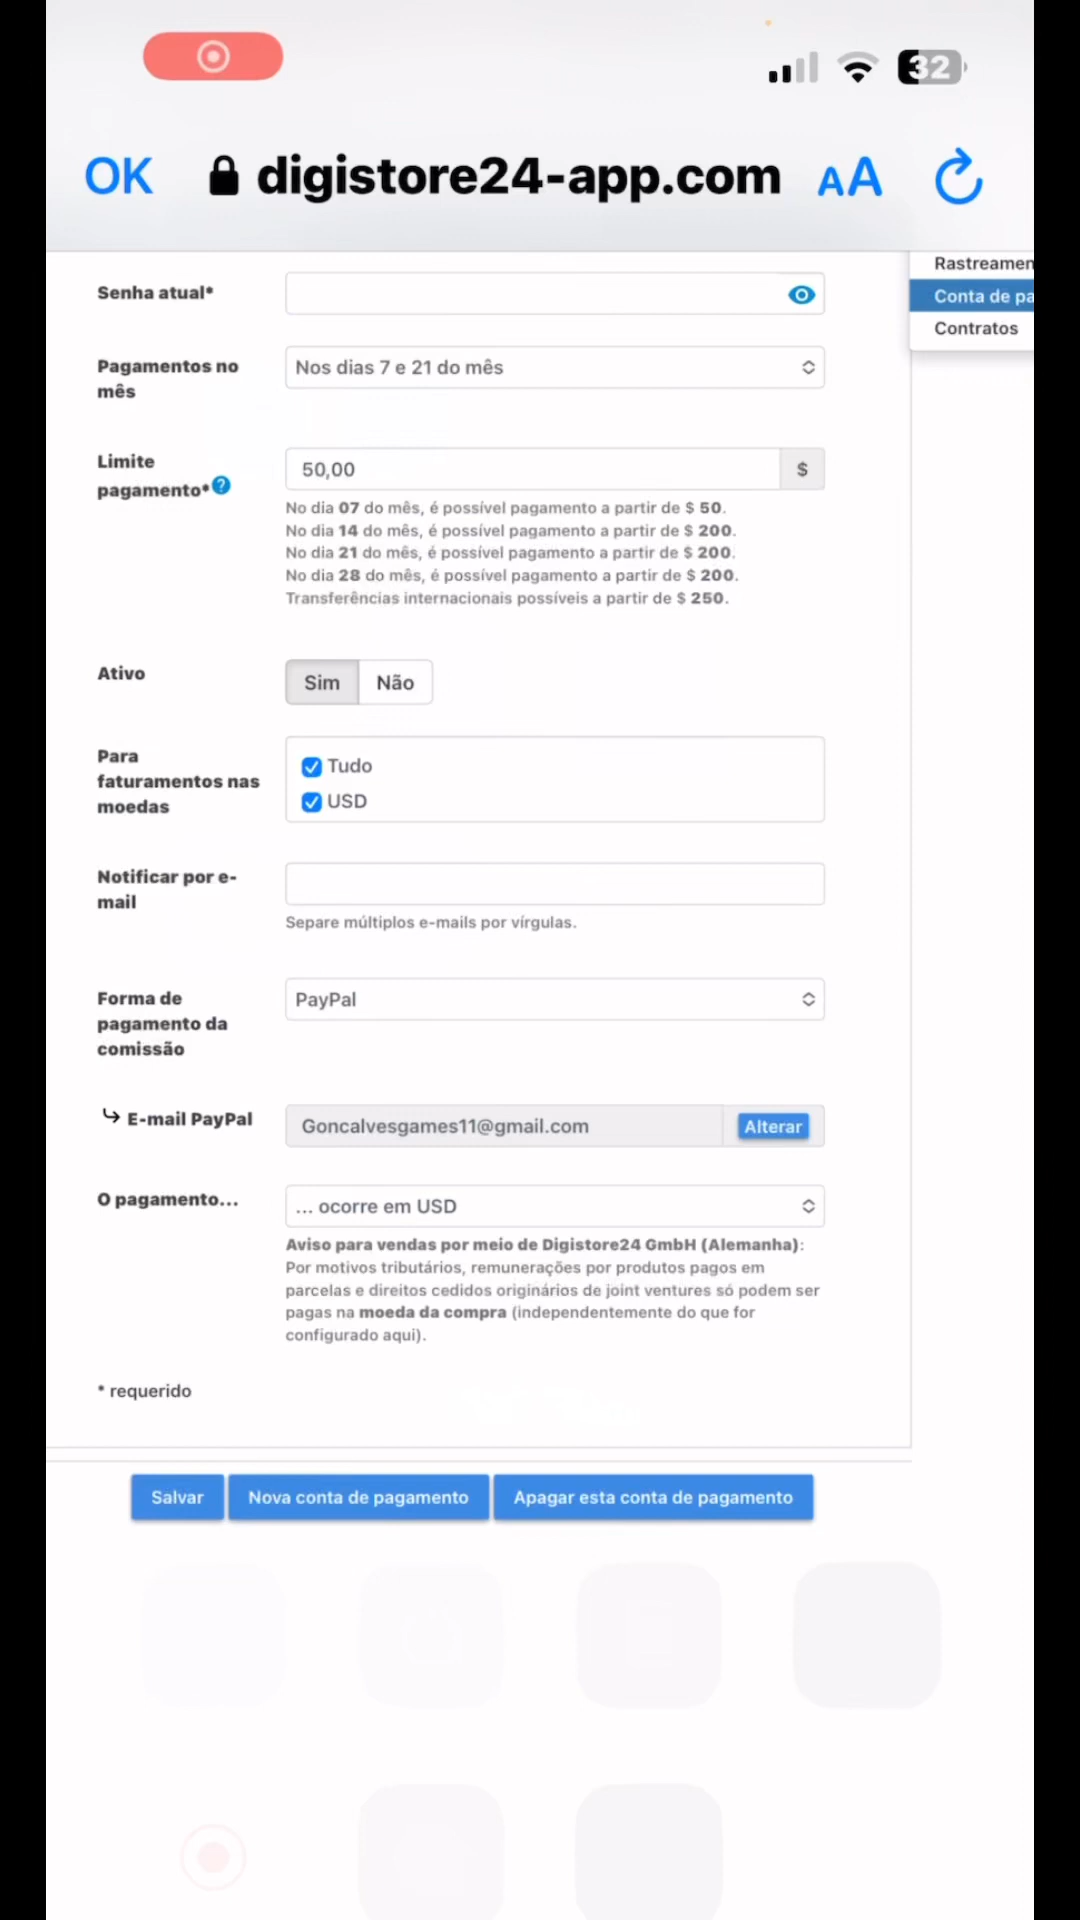 32
OK digistore24-app.com AA
Rastreamen
Conta de pa
Contratos
Senha atual*
Pagamentos no
mês
Nos dias 7 e 21 do mês
Limite
pagamento*?
50,00 $
No dia 07 do mês, é possível pagamento a partir de $ 50.
No dia 14 do mês, é possível pagamento a partir de $ 200.
No dia 21 do mês, é possível pagamento a partir de $ 200.
No dia 28 do mês, é possível pagamento a partir de $ 200.
Transferências internacionais possíveis a partir de $ 250.
Ativo
Sim Não
Para
faturamentos nas
moedas
Tudo
USD
Notificar por e-
mail
Separe múltiplos e-mails por vírgulas.
Forma de
pagamento da
comissão
PayPal
E-mail PayPal
Goncalvesgames11@gmail.com Alterar
O pagamento...
... ocorre em USD
Aviso para vendas por meio de Digistore24 GmbH (Alemanha):
Por motivos tributários, remunerações por produtos pagos em
parcelas e direitos cedidos originários de joint ventures só podem ser
pagas na moeda da compra (independentemente do que for
configurado aqui).
* requerido
Salvar Nova conta de pagamento Apagar esta conta de pagamento